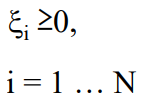 ξᵢ ≥0,
i = 1 … N